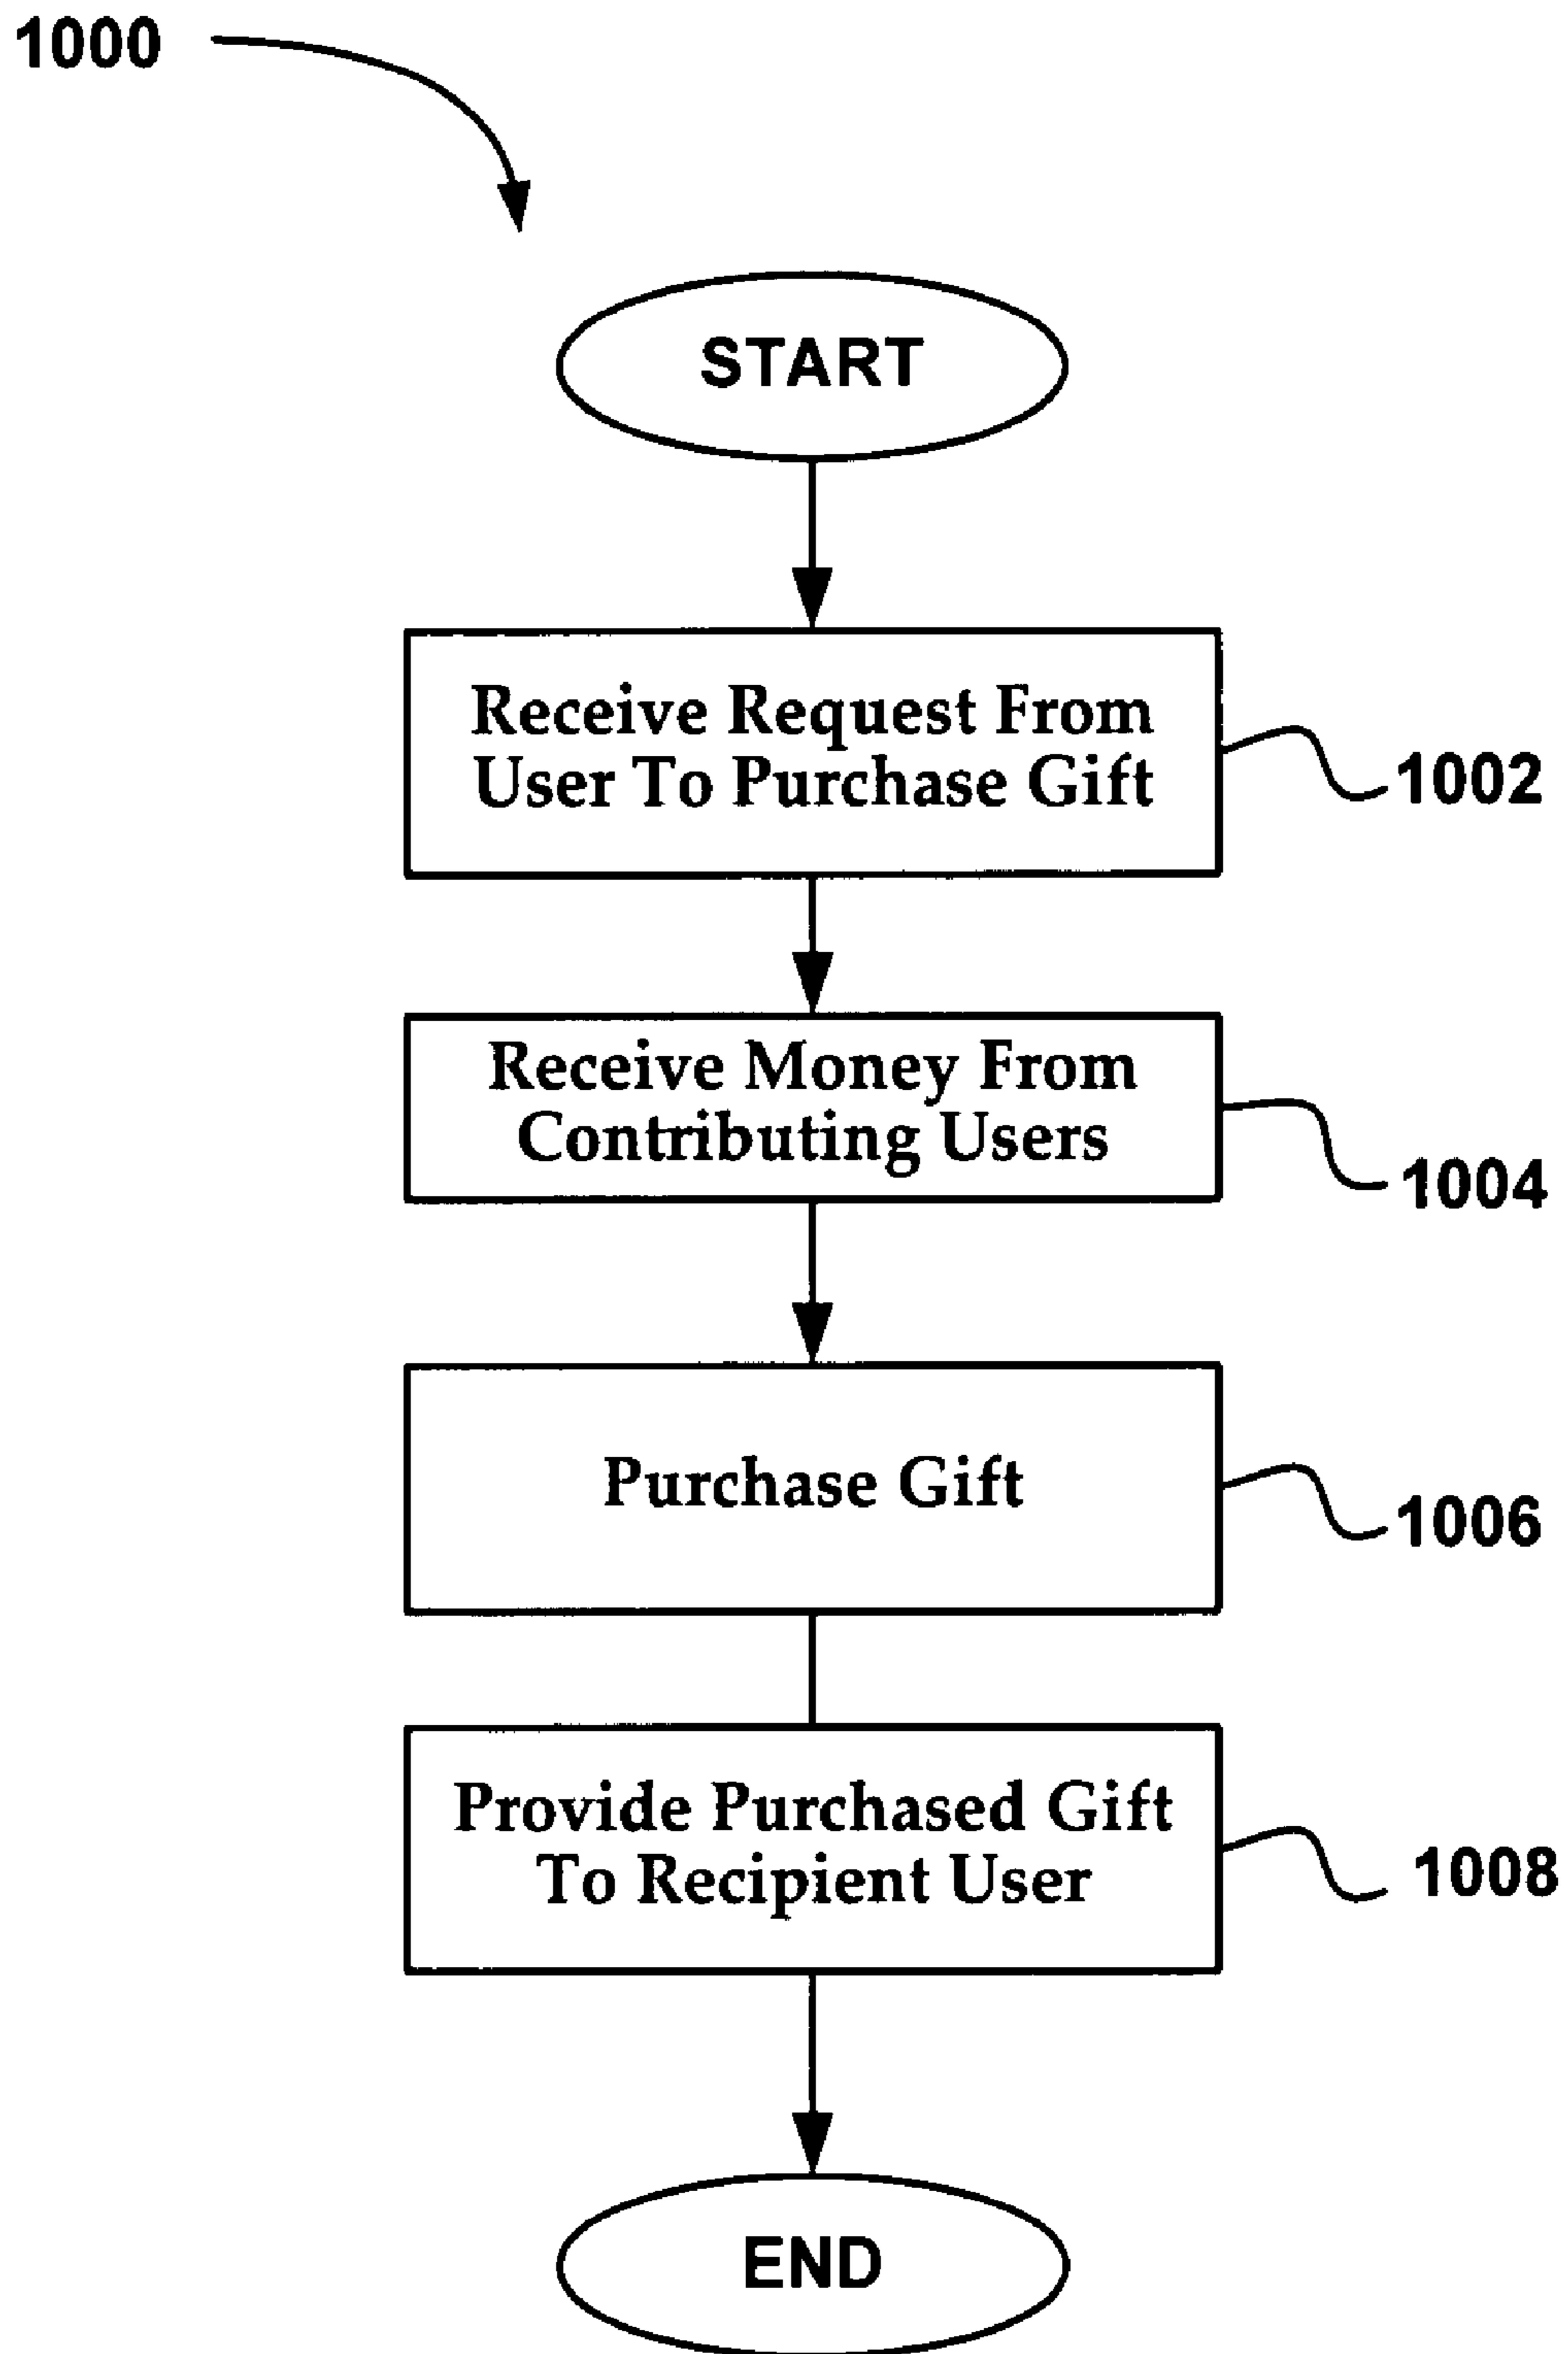 1000
START
Receive Request From
User To Purchase Gift
1002
Receive Money From
Contributing Users
1004
Purchase Gift
1006
Provide Purchased Gift
To Recipient User
1008
END